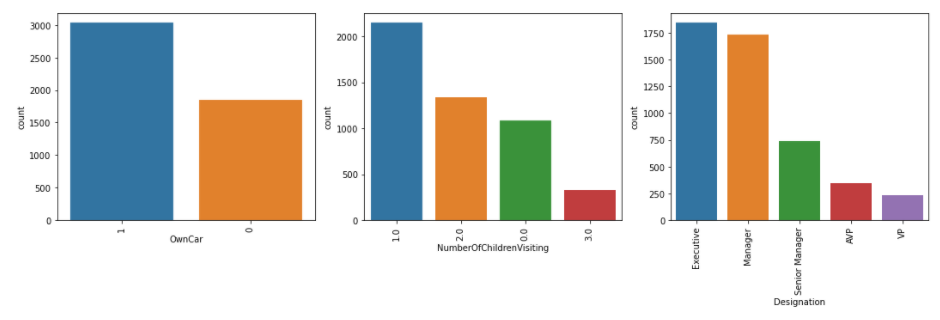 3000
2500
2000
1500
1000
500
0
count
1
0
OwnCar
2000
1500
1000
500
0
count
1.0
2.0
0.0
3.0
NumberOfChildrenVisiting
1750
1500
1250
1000
750
500
250
0
count
Executive
Manager
Senior Manager
AVP
VP
Designation